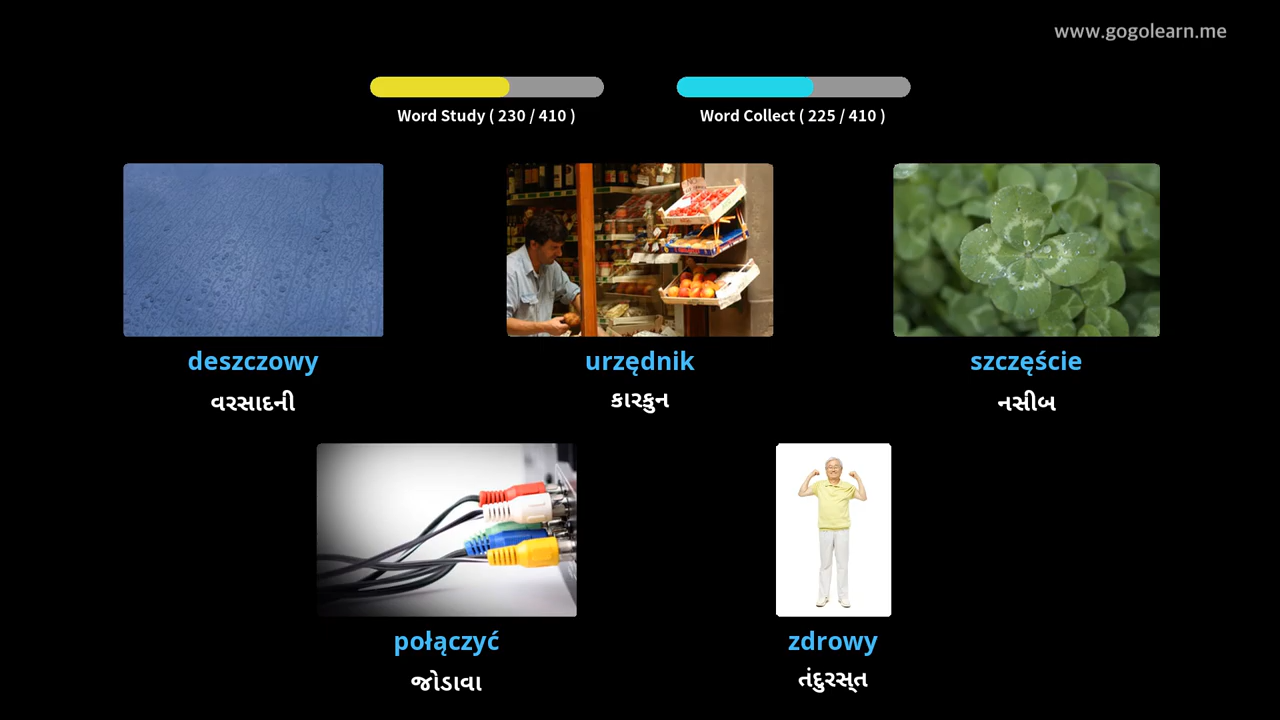 www.gogolearn.me
Word Study ( 230 / 410 )
Word Collect ( 225 / 410 )
deszczowy
urzędnik
szczęście
વરસાદની
કારકુન
નસીબ
połączyć
zdrowy
જોડાવા
તંદુરસ્ત